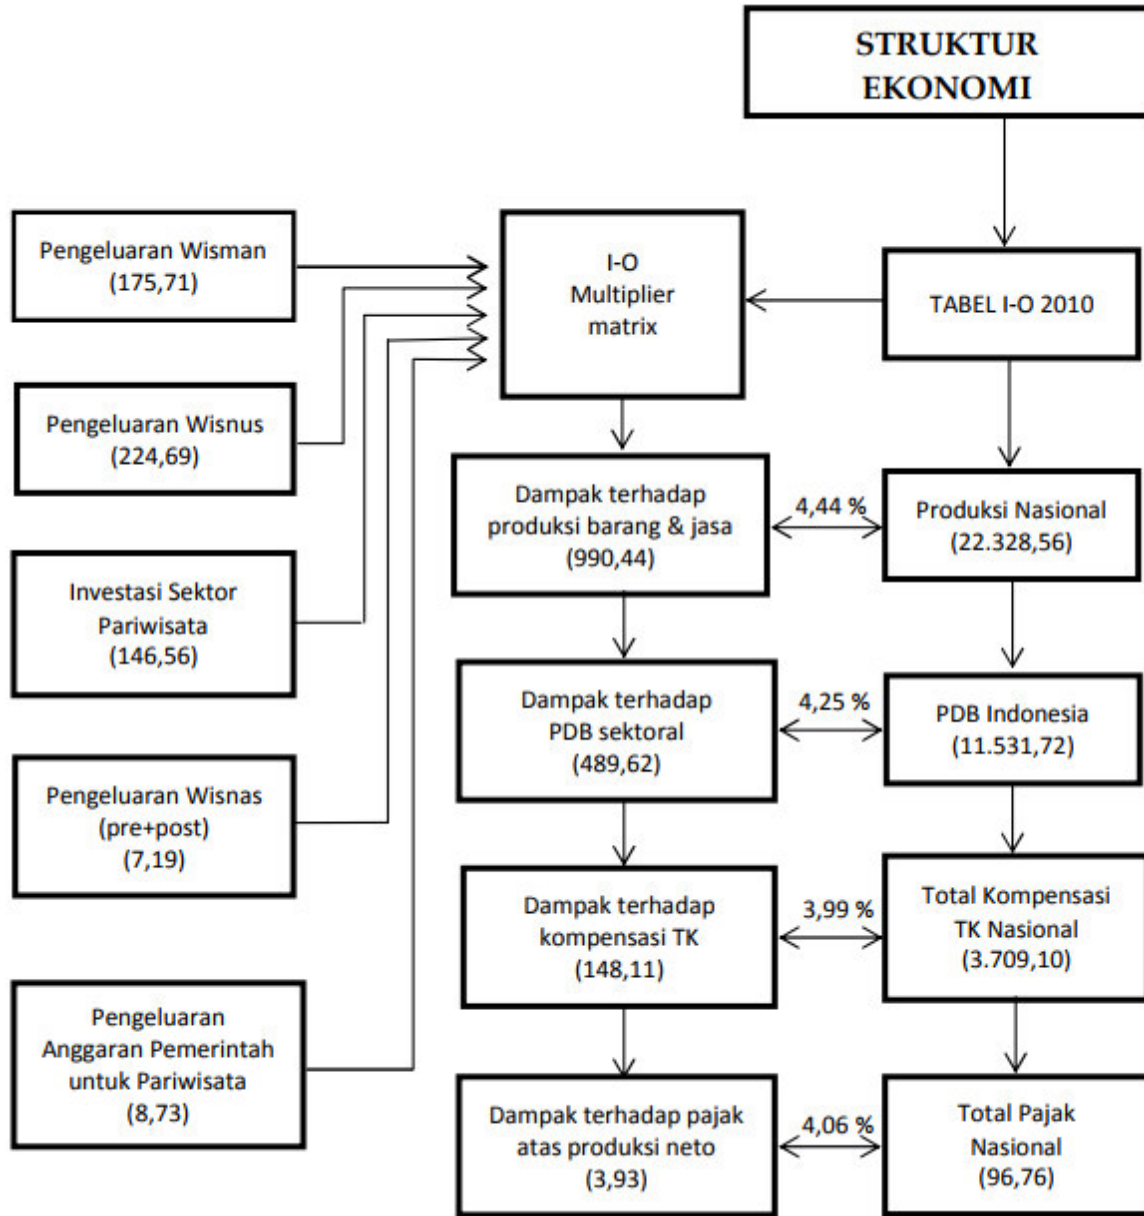 STRUKTUR
EKONOMI
Pengeluaran Wisman
(175,71)
I-O
Multiplier
matrix
TABEL I-O 2010
Pengeluaran Wisnus
(224,69)
Dampak terhadap
produksi barang & jasa
(990,44)
4,44 %
Produksi Nasional
(22.328,56)
Investasi Sektor
Pariwisata
(146,56)
Dampak terhadap
PDB sektoral
(489,62)
4,25 %
PDB Indonesia
(11.531,72)
Pengeluaran Wisnas
(pre+post)
(7,19)
Dampak terhadap
kompensasi TK
(148,11)
3,99 %
Total Kompensasi
TK Nasional
(3.709,10)
Pengeluaran
Anggaran Pemerintah
untuk Pariwisata
(8,73)
Dampak terhadap pajak
atas produksi neto
(3,93)
4,06 %
Total Pajak
Nasional
(96,76)